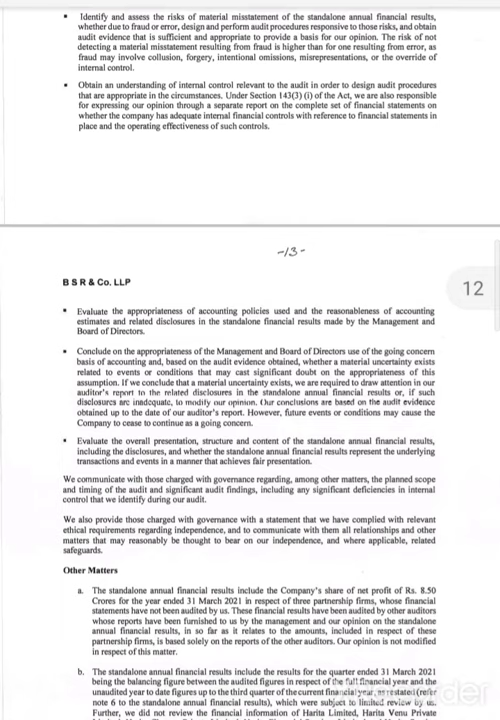 ▪ Identify and assess the risks of material misstatement of the standalone annual financial results,
whether due to fraud or error, design and perform audit procedures responsive to those risks, and obtain
audit evidence that is sufficient and appropriate to provide a basis for our opinion. The risk of not
detecting a material misstatement resulting from fraud is higher than for one resulting from error, as
fraud may involve collusion, forgery, intentional omissions, misrepresentations, or the override of
internal control.
▪ Obtain an understanding of internal control relevant to the audit in order to design audit procedures
that are appropriate in the circumstances. Under Section 143(3) (i) of the Act, we are also responsible
for expressing our opinion through a separate report on the complete set of financial statements on
whether the company has adequate internal financial controls with reference to financial statements in
place and the operating effectiveness of such controls.
-13-
B S R & Co. LLP
12
▪ Evaluate the appropriateness of accounting policies used and the reasonableness of accounting
estimates and related disclosures in the standalone financial results made by the Management and
Board of Directors.
▪ Conclude on the appropriateness of the Management and Board of Directors use of the going concern
basis of accounting and, based on the audit evidence obtained, whether a material uncertainty exists
related to events or conditions that may cast significant doubt on the appropriateness of this
assumption. If we conclude that a material uncertainty exists, we are required to draw attention in our
auditor's report to the related disclosures in the standalone annual financial results or, if such
disclosures are inadequate, to modify our opinion. Our conclusions are based on the audit evidence
obtained up to the date of our auditor's report. However, future events or conditions may cause the
Company to cease to continue as a going concern.
▪ Evaluate the overall presentation, structure and content of the standalone annual financial results,
including the disclosures, and whether the standalone annual financial results represent the underlying
transactions and events in a manner that achieves fair presentation.
We communicate with those charged with governance regarding, among other matters, the planned scope
and timing of the audit and significant audit findings, including any significant deficiencies in internal
control that we identify during our audit.
We also provide those charged with governance with a statement that we have complied with relevant
ethical requirements regarding independence, and to communicate with them all relationships and other
matters that may reasonably be thought to bear on our independence, and where applicable, related
safeguards.
Other Matters
a. The standalone annual financial results include the Company's share of net profit of Rs. 8.50
Crores for the year ended 31 March 2021 in respect of three partnership firms, whose financial
statements have not been audited by us. These financial results have been audited by other auditors
whose reports have been furnished to us by the management and our opinion on the standalone
annual financial results, in so far as it relates to the amounts, included in respect of these
partnership firms, is based solely on the reports of the other auditors. Our opinion is not modified
in respect of this matter.
b. The standalone annual financial results include the results for the quarter ended 31 March 2021
being the balancing figure between the audited figures in respect of the full financial year and the
unaudited year to date figures up to the third quarter of the current financial year, as restated (refer
note 6 to the standalone annual financial results), which were subject to limited review by us.
Further, we did not review the financial information of Harita Limited, Harita Venu Private